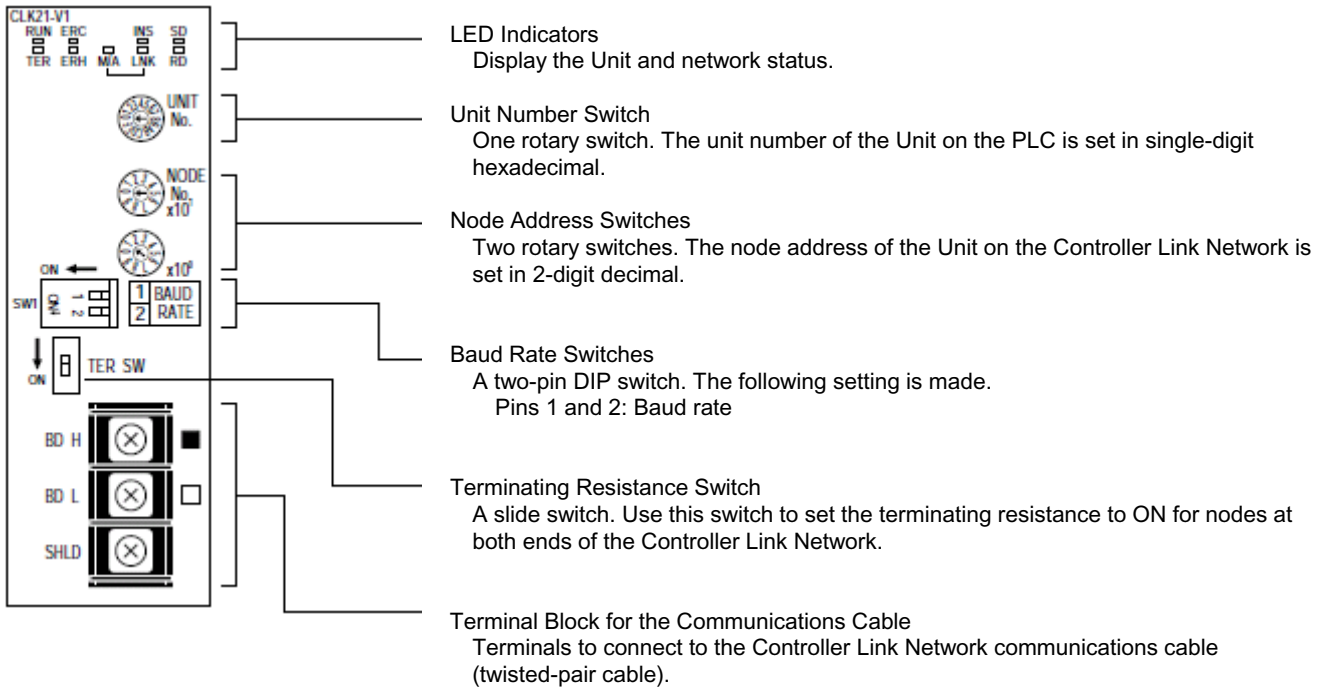 CLK21-V1
RUN ERC INS SD
TER ERH M/A LNK RD
UNIT
No.
NODE
No.
x10¹
x10⁰
ON
SW1
ON
1
2
1 BAUD
2 RATE
ON
TER SW
BD H
BD L
SHLD
LED Indicators
Display the Unit and network status.
Unit Number Switch
One rotary switch. The unit number of the Unit on the PLC is set in single-digit
hexadecimal.
Node Address Switches
Two rotary switches. The node address of the Unit on the Controller Link Network is
set in 2-digit decimal.
Baud Rate Switches
A two-pin DIP switch. The following setting is made.
Pins 1 and 2: Baud rate
Terminating Resistance Switch
A slide switch. Use this switch to set the terminating resistance to ON for nodes at
both ends of the Controller Link Network.
Terminal Block for the Communications Cable
Terminals to connect to the Controller Link Network communications cable
(twisted-pair cable).